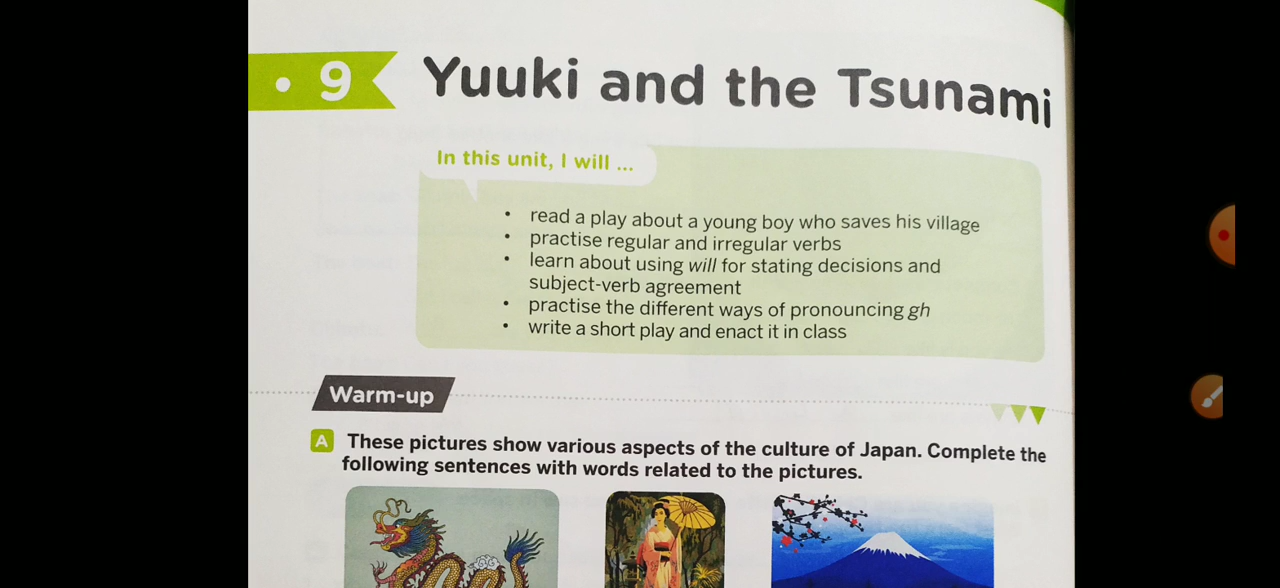 • 9
Yuuki and the Tsunami
In this unit, I will ...
• read a play about a young boy who saves his village
• practise regular and irregular verbs
• learn about using will for stating decisions and
subject-verb agreement
• practise the different ways of pronouncing gh
• write a short play and enact it in class
Warm-up
A These pictures show various aspects of the culture of Japan. Complete the
following sentences with words related to the pictures.